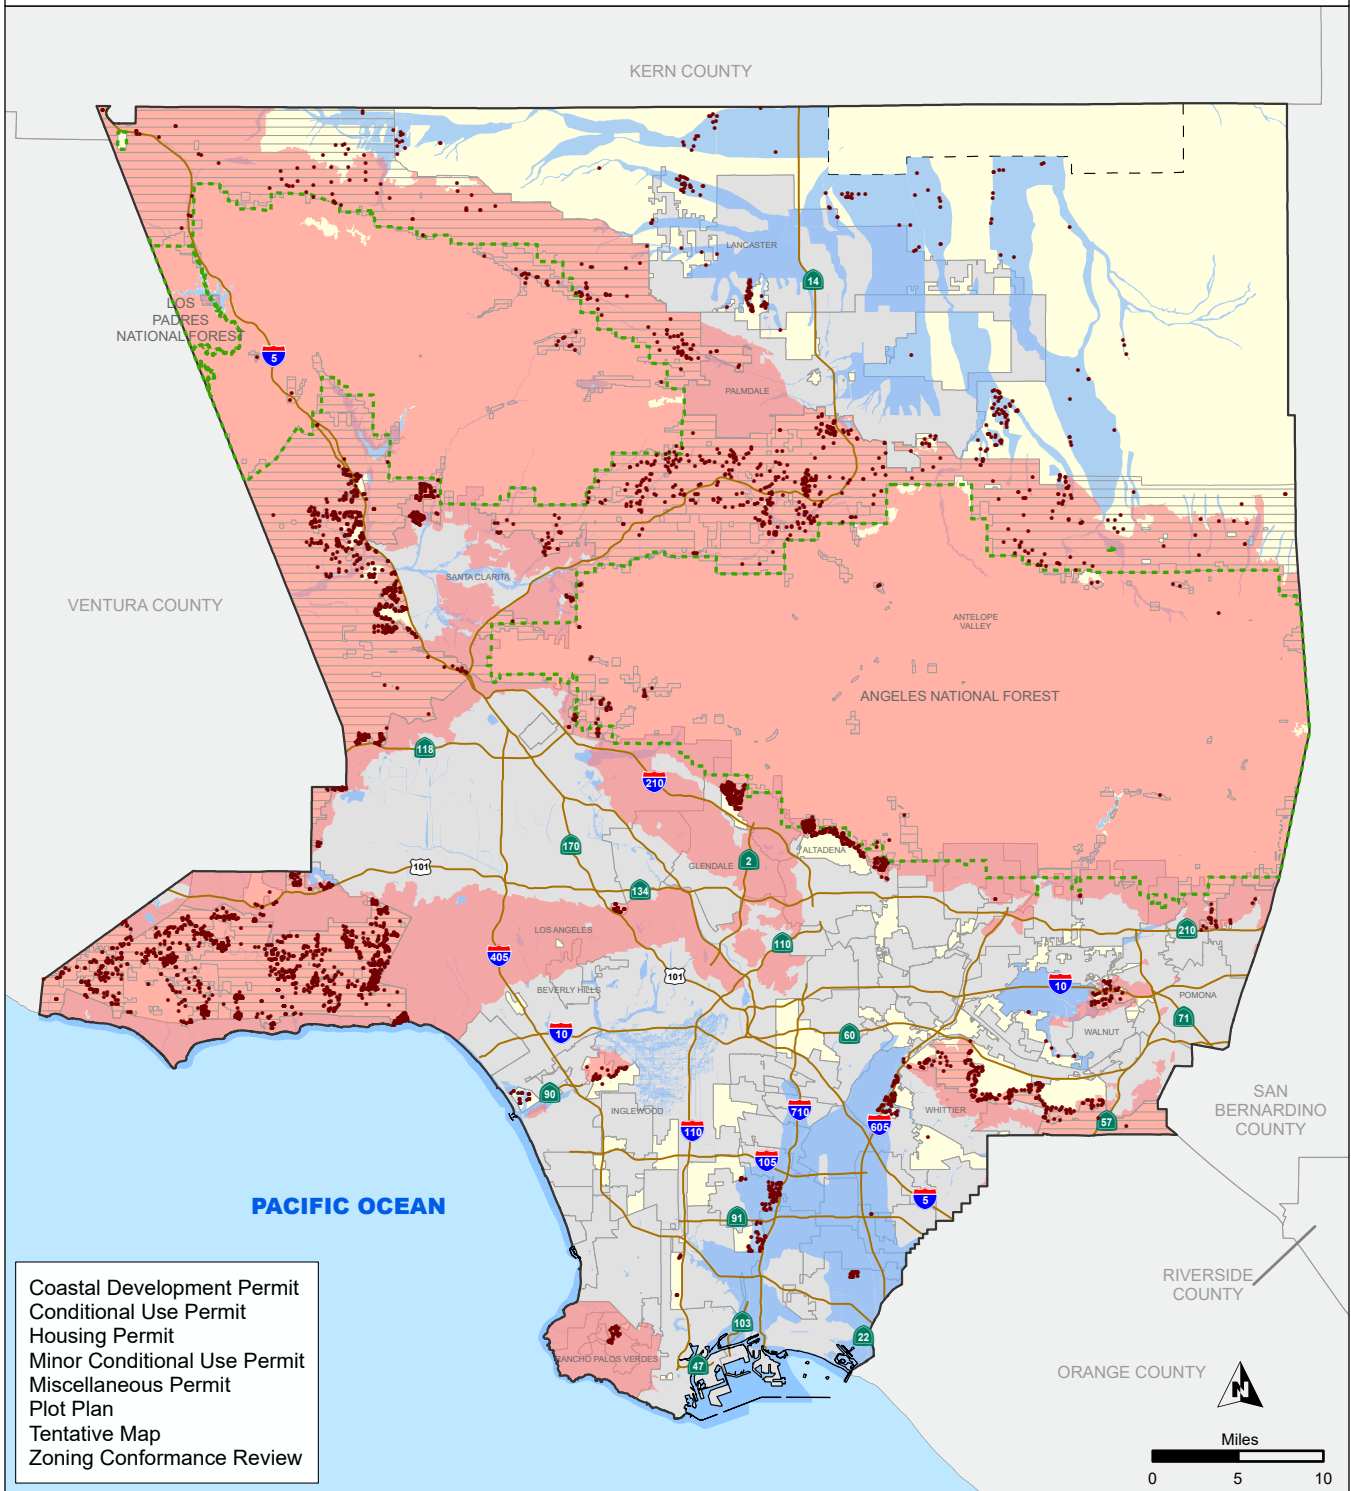 KERN COUNTY
LANCASTER
14
LOS
PADRES
NATIONAL FOREST
5
PALMDALE
SANTA CLARITA
VENTURA COUNTY
ANTELOPE
VALLEY
ANGELES NATIONAL FOREST
118
210
170
ALTADENA
101
GLENDALE
2
134
LOS ANGELES
110
210
405
101
10
BEVERLY HILLS
POMONA
10
60
71
WALNUT
90
INGLEWOOD
710
WHITTIER
605
57
110
SAN
BERNARDINO
COUNTY
105
5
PACIFIC OCEAN
91
RIVERSIDE
COUNTY
103
22
RANCHO PALOS VERDES
47
ORANGE COUNTY
N
Coastal Development Permit
Conditional Use Permit
Housing Permit
Minor Conditional Use Permit
Miscellaneous Permit
Plot Plan
Tentative Map
Zoning Conformance Review
Miles
0 5 10